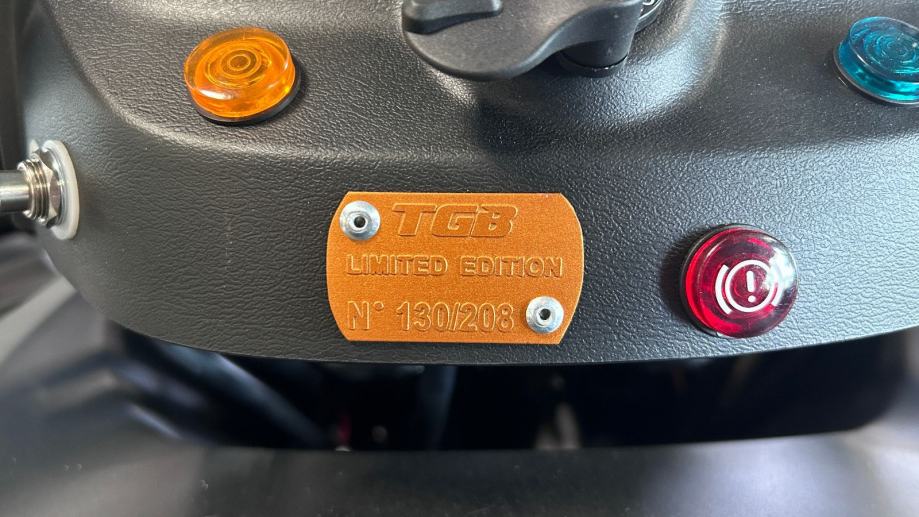 TGB
LIMITED EDITION
N° 130/208